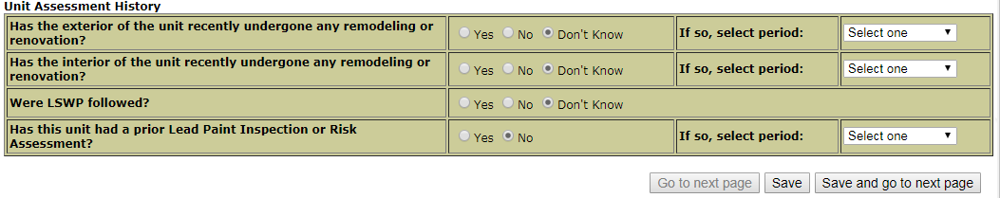 Unit Assessment History
Has the exterior of the unit recently undergone any remodeling or
renovation?
Yes No Don't Know
If so, select period:
Select one
Has the interior of the unit recently undergone any remodeling or
renovation?
Yes No Don't Know
If so, select period:
Select one
Were LSWP followed?
Yes No Don't Know
Has this unit had a prior Lead Paint Inspection or Risk
Assessment?
Yes No
If so, select period:
Select one
Go to next page Save Save and go to next page